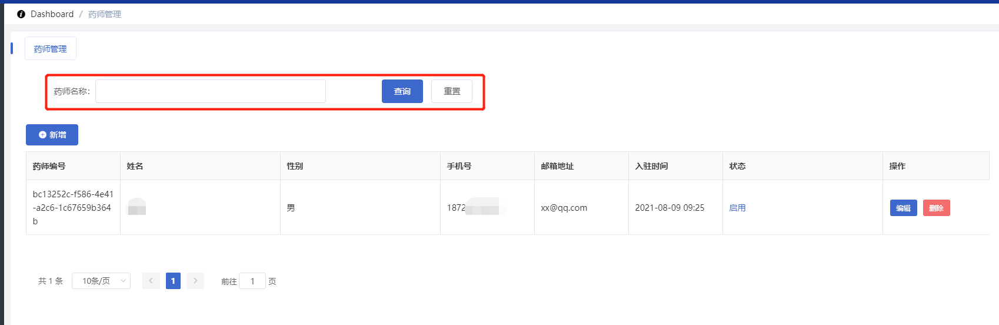 Dashboard / 药师管理
药师管理
药师名称: 查询 重置
新增
药师编号 姓名 性别 手机号 邮箱地址 入驻时间 状态 操作
bc13252c-f586-4e41
-a2c6-1c67659b364
b
男 1872 xx@qq.com 2021-08-09 09:25 启用 编辑 删除
共 1 条 10条/页 1 前往 1 页